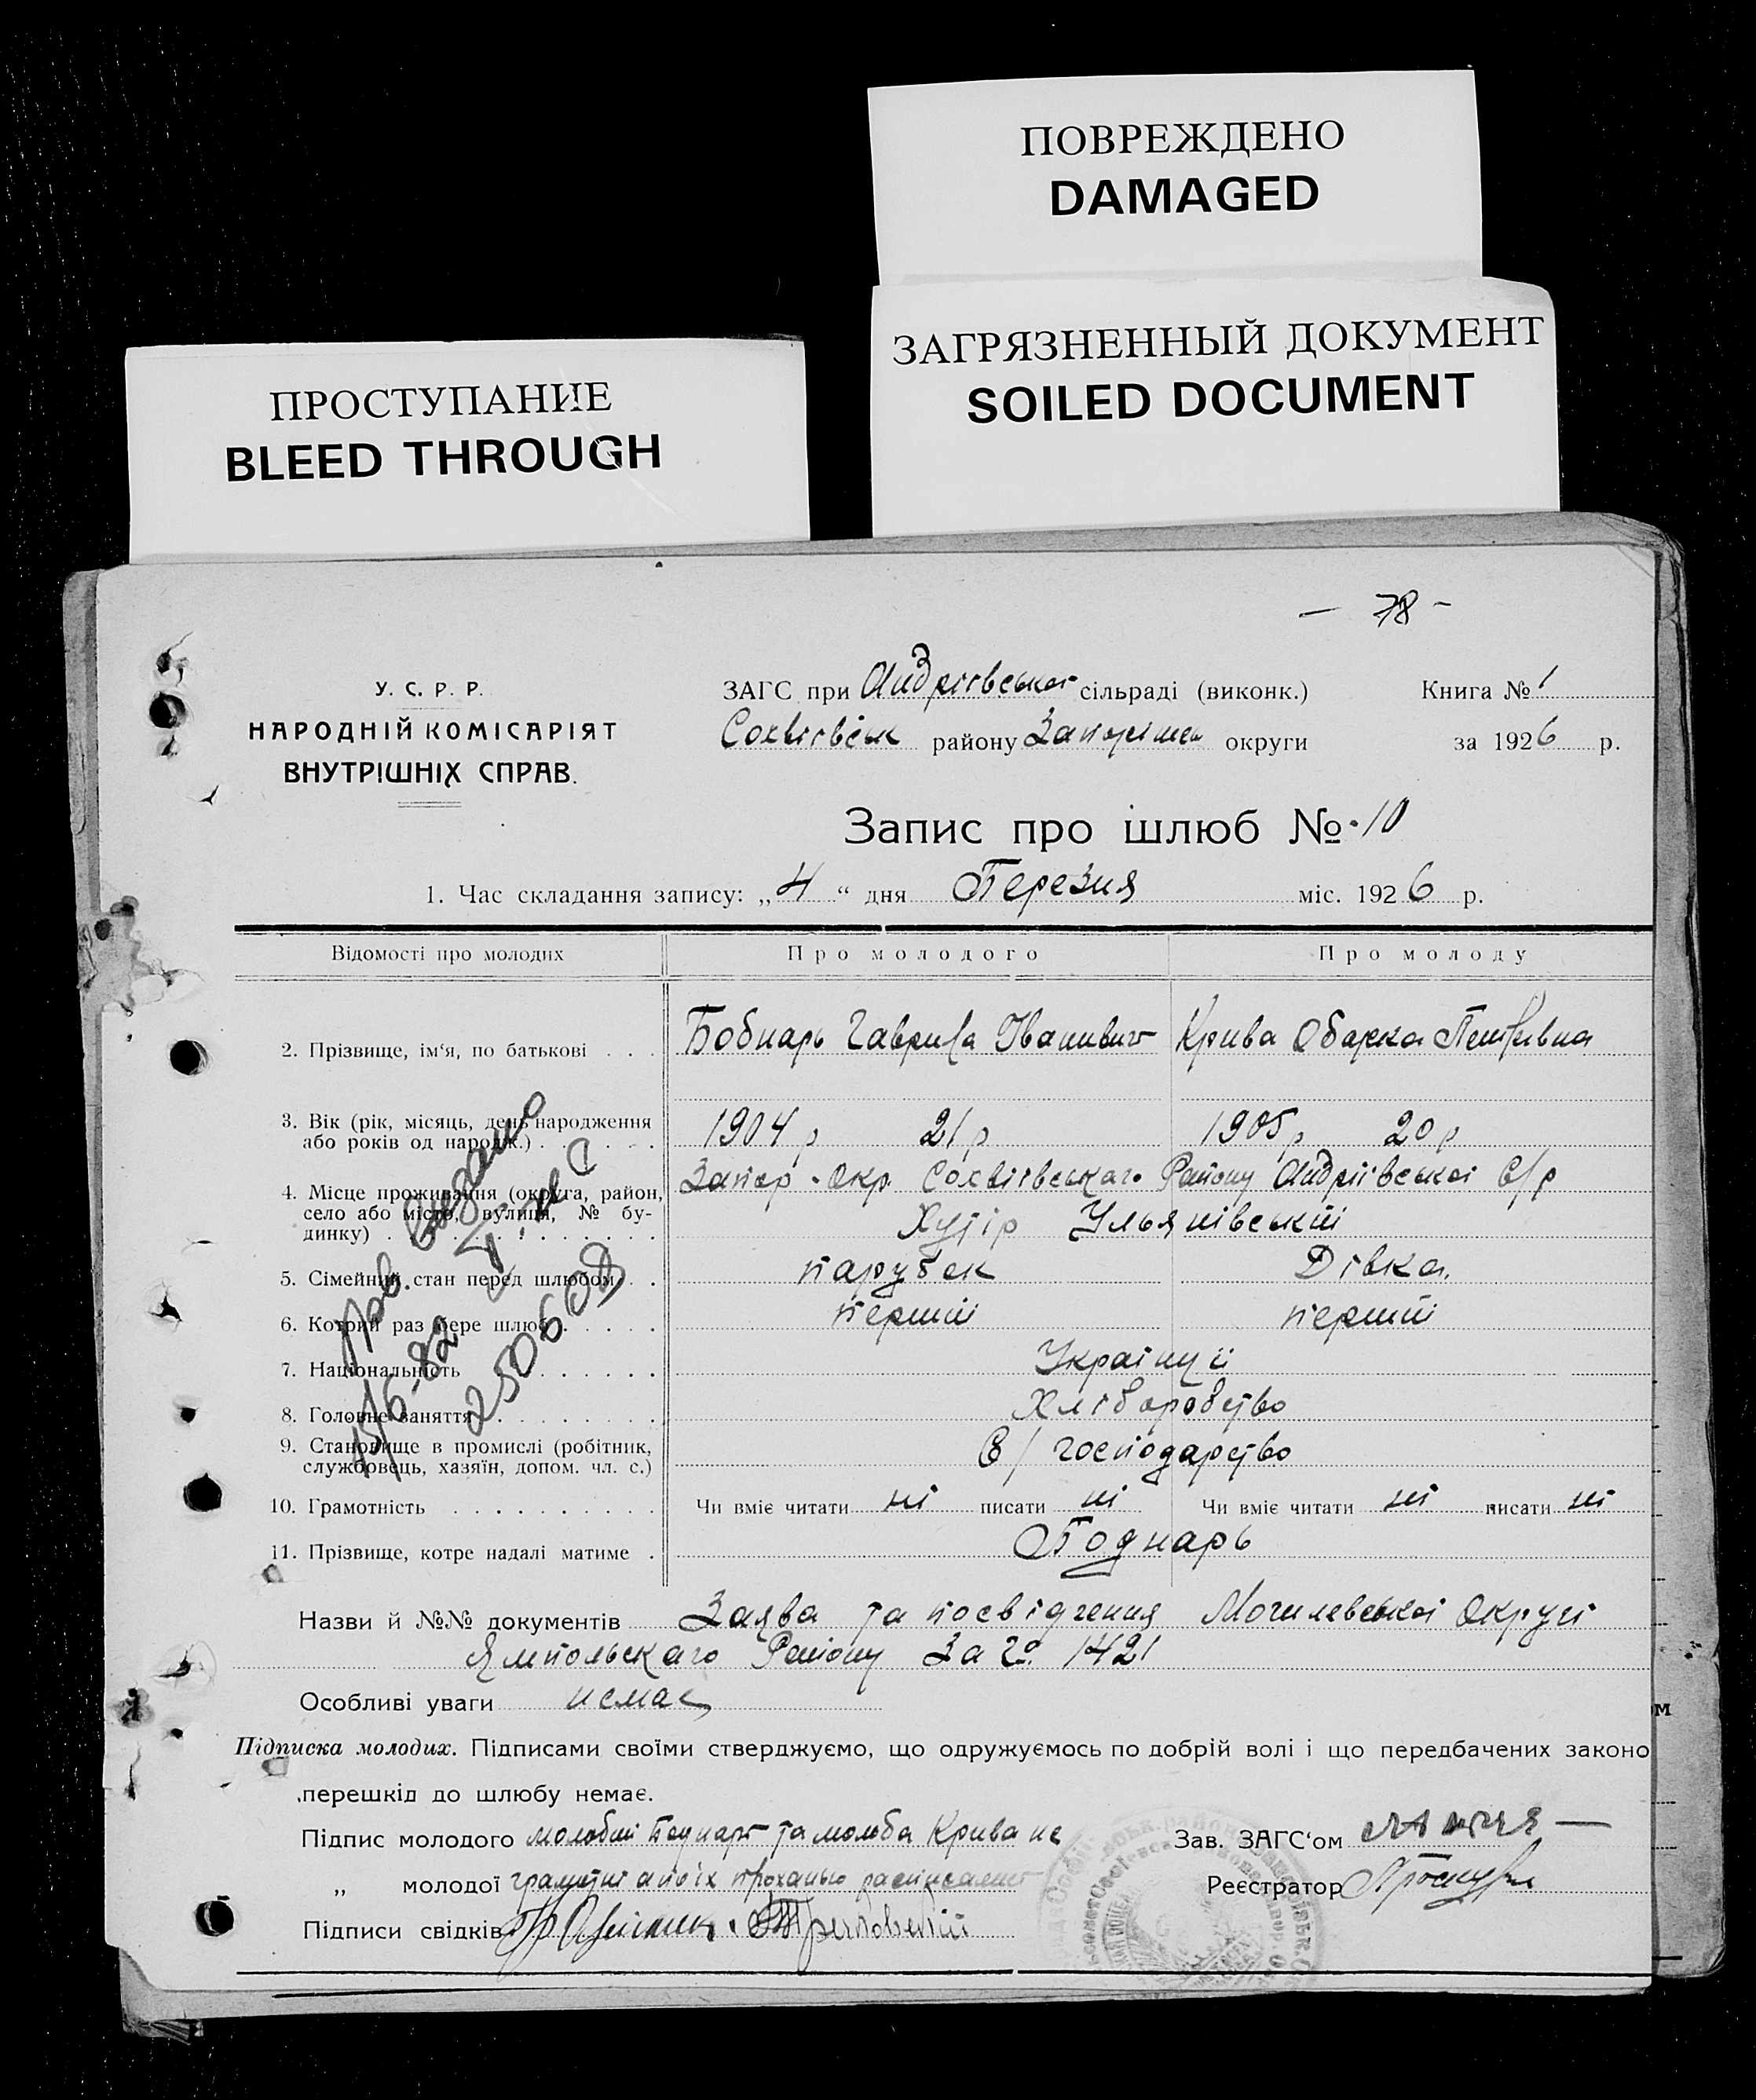 ПОВРЕЖДЕНО
DAMAGED
ЗАГРЯЗНЕННЫЙ ДОКУМЕНТ
SOILED DOCUMENT
ПРОСТУПАНИЕ
BLEED THROUGH
— 78 -
У. С. Р. Р.
НАРОДНІЙ КОМІСАРІЯТ
ВНУТРІШНІХ СПРАВ.
ЗАГС при Андріївської сільраді (виконк.) Книга № 1
району округи за 1926 р.
Запис про шлюб № 10
1. Час складання запису: „4“ дня Березня міс. 1926 р.
Відомості про молодих Про молодого Про молоду
2. Прізвище, ім‘я, по батькові . . . Боднарь Гаврила Іванивич Крива Одарка Петрівна
3. Вік (рік, місяць, день народження
або років од народж.) . . . . . . 1904 р 21 р 1905 р 20 р
4. Місце проживання (округа, район, Запор. Окр. Софіівськаго Району Андріівської С/р
село або місто, вулиця, № бу-
динку) . . . . . . . . . . . . . Хутір Ульянівській
5. Сімейний стан перед шлюбом . . парубок Дівка.
6. Котрий раз бере шлюб . . . . . перший перший
7. Національність . . . . . . Українці
8. Головне заняття . . . . . . . Хліборобство
9. Становище в промислі (робітник,
службовець, хазяїн, допом. чл. с.) С/господарство
10. Грамотність . . . . . . . . . . Чи вміє читати ні писати ні Чи вміє читати ні писати ні
11. Прізвище, котре надалі матиме . Боднарь
Назви й №№ документів Заява та посвідчення Могилевської Округі
Ямпольскаго Району За № 1421
Особливі уваги немає
Підписка молодих. Підписами своїми стверджуємо, що одружуємось по добрій волі і що передбачених законо
перешкід до шлюбу немає.
Підпис молодого молодий Боднарь та молода Крива не
„ молодої грамотні а по їх проханью
Підписи свідків
Зав. ЗАГС‘ом
Реєстратор
Пров. выдано
250608